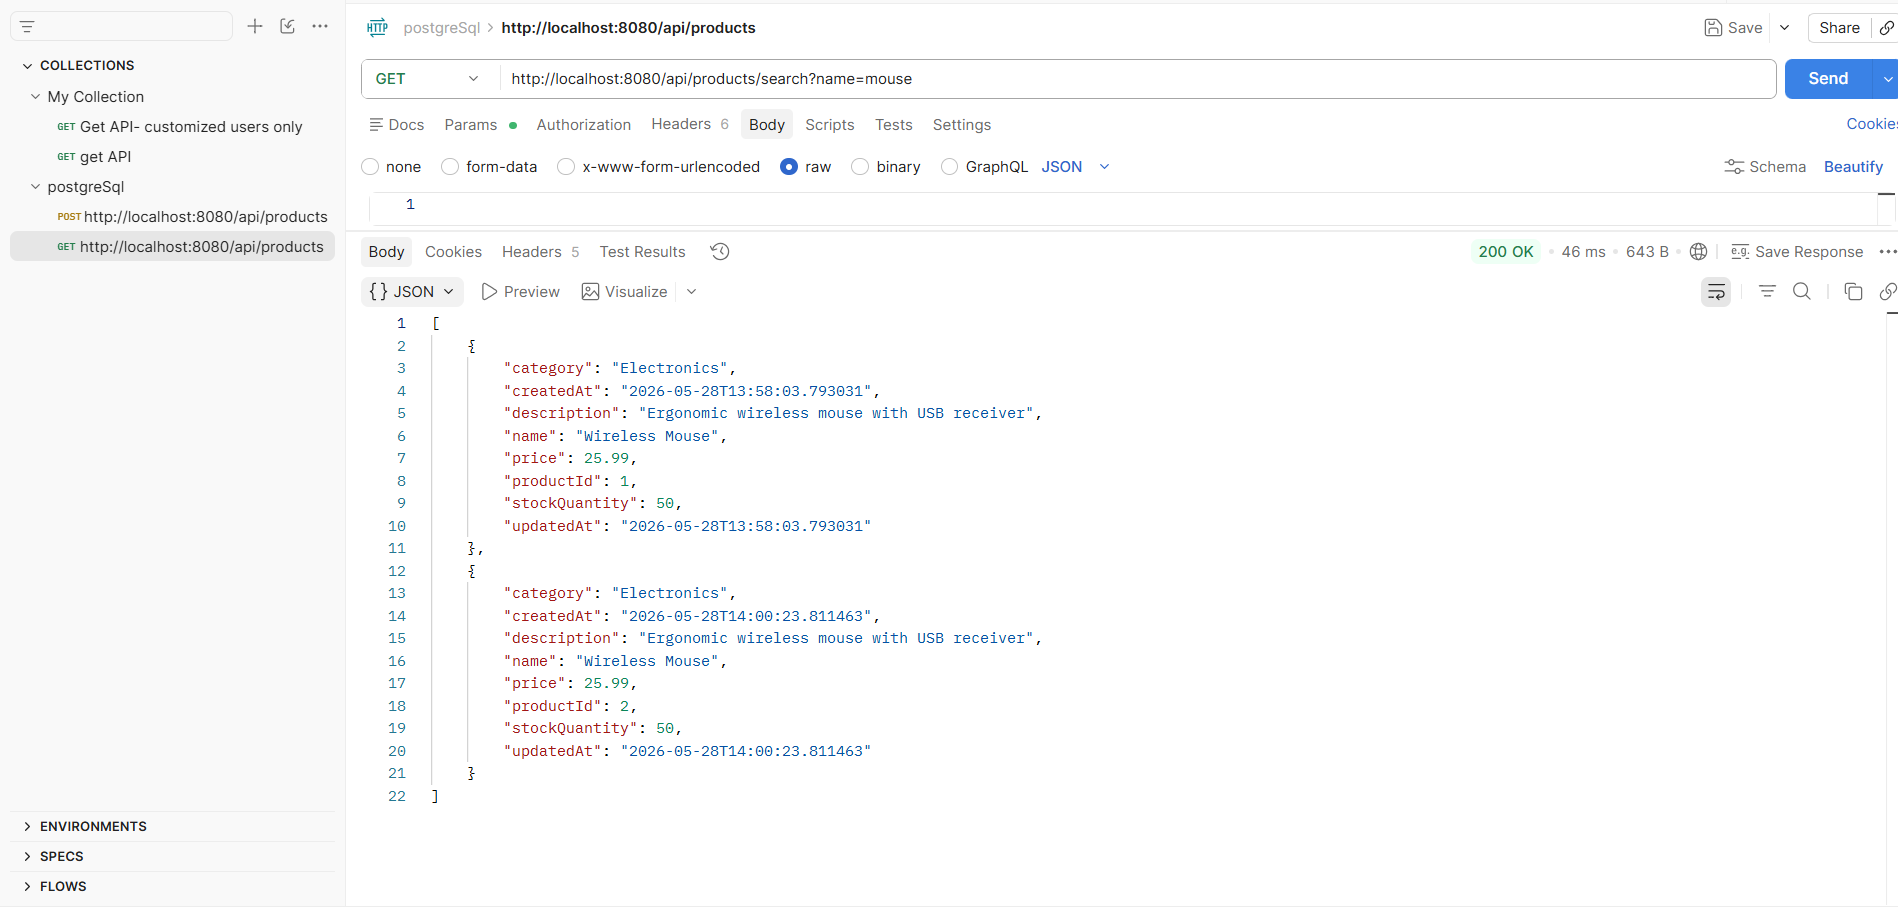 COLLECTIONS
My Collection
GET Get API- customized users only
GET get API
postgreSql
POST http://localhost:8080/api/products
GET http://localhost:8080/api/products
ENVIRONMENTS
SPECS
FLOWS
HTTP postgreSql > http://localhost:8080/api/products Save Share
GET http://localhost:8080/api/products/search?name=mouse Send
Docs Params Authorization Headers 6 Body Scripts Tests Settings Cookies
none form-data x-www-form-urlencoded raw binary GraphQL JSON Schema Beautify
1
Body Cookies Headers 5 Test Results 200 OK • 46 ms • 643 B • e.g. Save Response
{} JSON Preview Visualize
1 [
2 {
3 "category": "Electronics",
4 "createdAt": "2026-05-28T13:58:03.793031",
5 "description": "Ergonomic wireless mouse with USB receiver",
6 "name": "Wireless Mouse",
7 "price": 25.99,
8 "productId": 1,
9 "stockQuantity": 50,
10 "updatedAt": "2026-05-28T13:58:03.793031"
11 },
12 {
13 "category": "Electronics",
14 "createdAt": "2026-05-28T14:00:23.811463",
15 "description": "Ergonomic wireless mouse with USB receiver",
16 "name": "Wireless Mouse",
17 "price": 25.99,
18 "productId": 2,
19 "stockQuantity": 50,
20 "updatedAt": "2026-05-28T14:00:23.811463"
21 }
22 ]